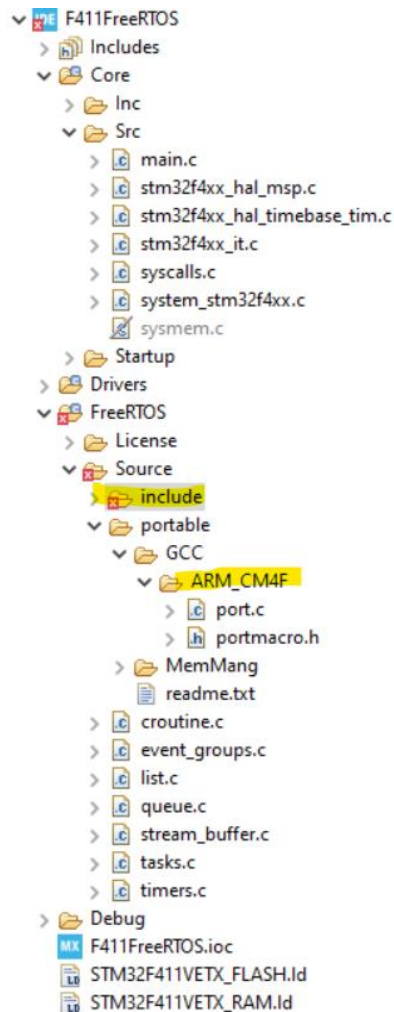 IDE F411FreeRTOS
Includes
Core
Inc
Src
main.c
stm32f4xx_hal_msp.c
stm32f4xx_hal_timebase_tim.c
stm32f4xx_it.c
syscalls.c
system_stm32f4xx.c
sysmem.c
Startup
Drivers
FreeRTOS
License
Source
include
portable
GCC
ARM_CM4F
port.c
portmacro.h
MemMang
readme.txt
croutine.c
event_groups.c
list.c
queue.c
stream_buffer.c
tasks.c
timers.c
Debug
MX F411FreeRTOS.ioc
STM32F411VETX_FLASH.ld
STM32F411VETX_RAM.ld